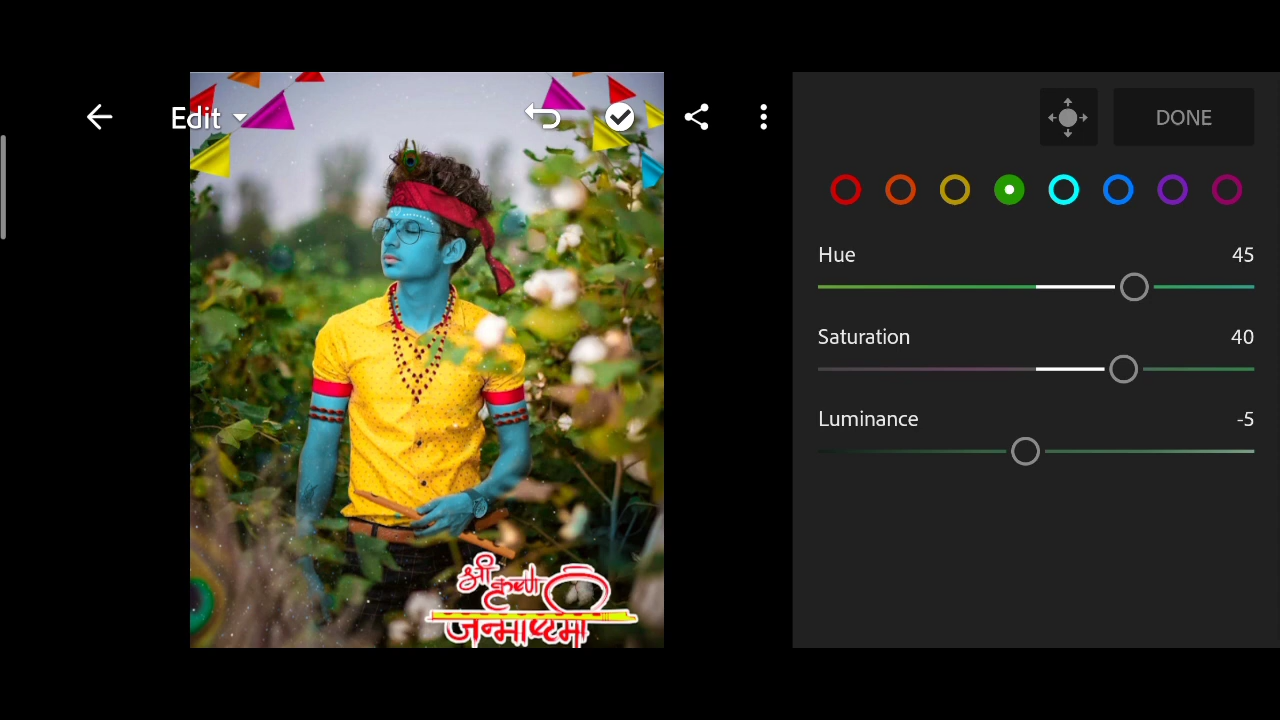 Edit
DONE
Hue 45
Saturation 40
Luminance -5
श्री
कृष्ण
जन्माष्टमी